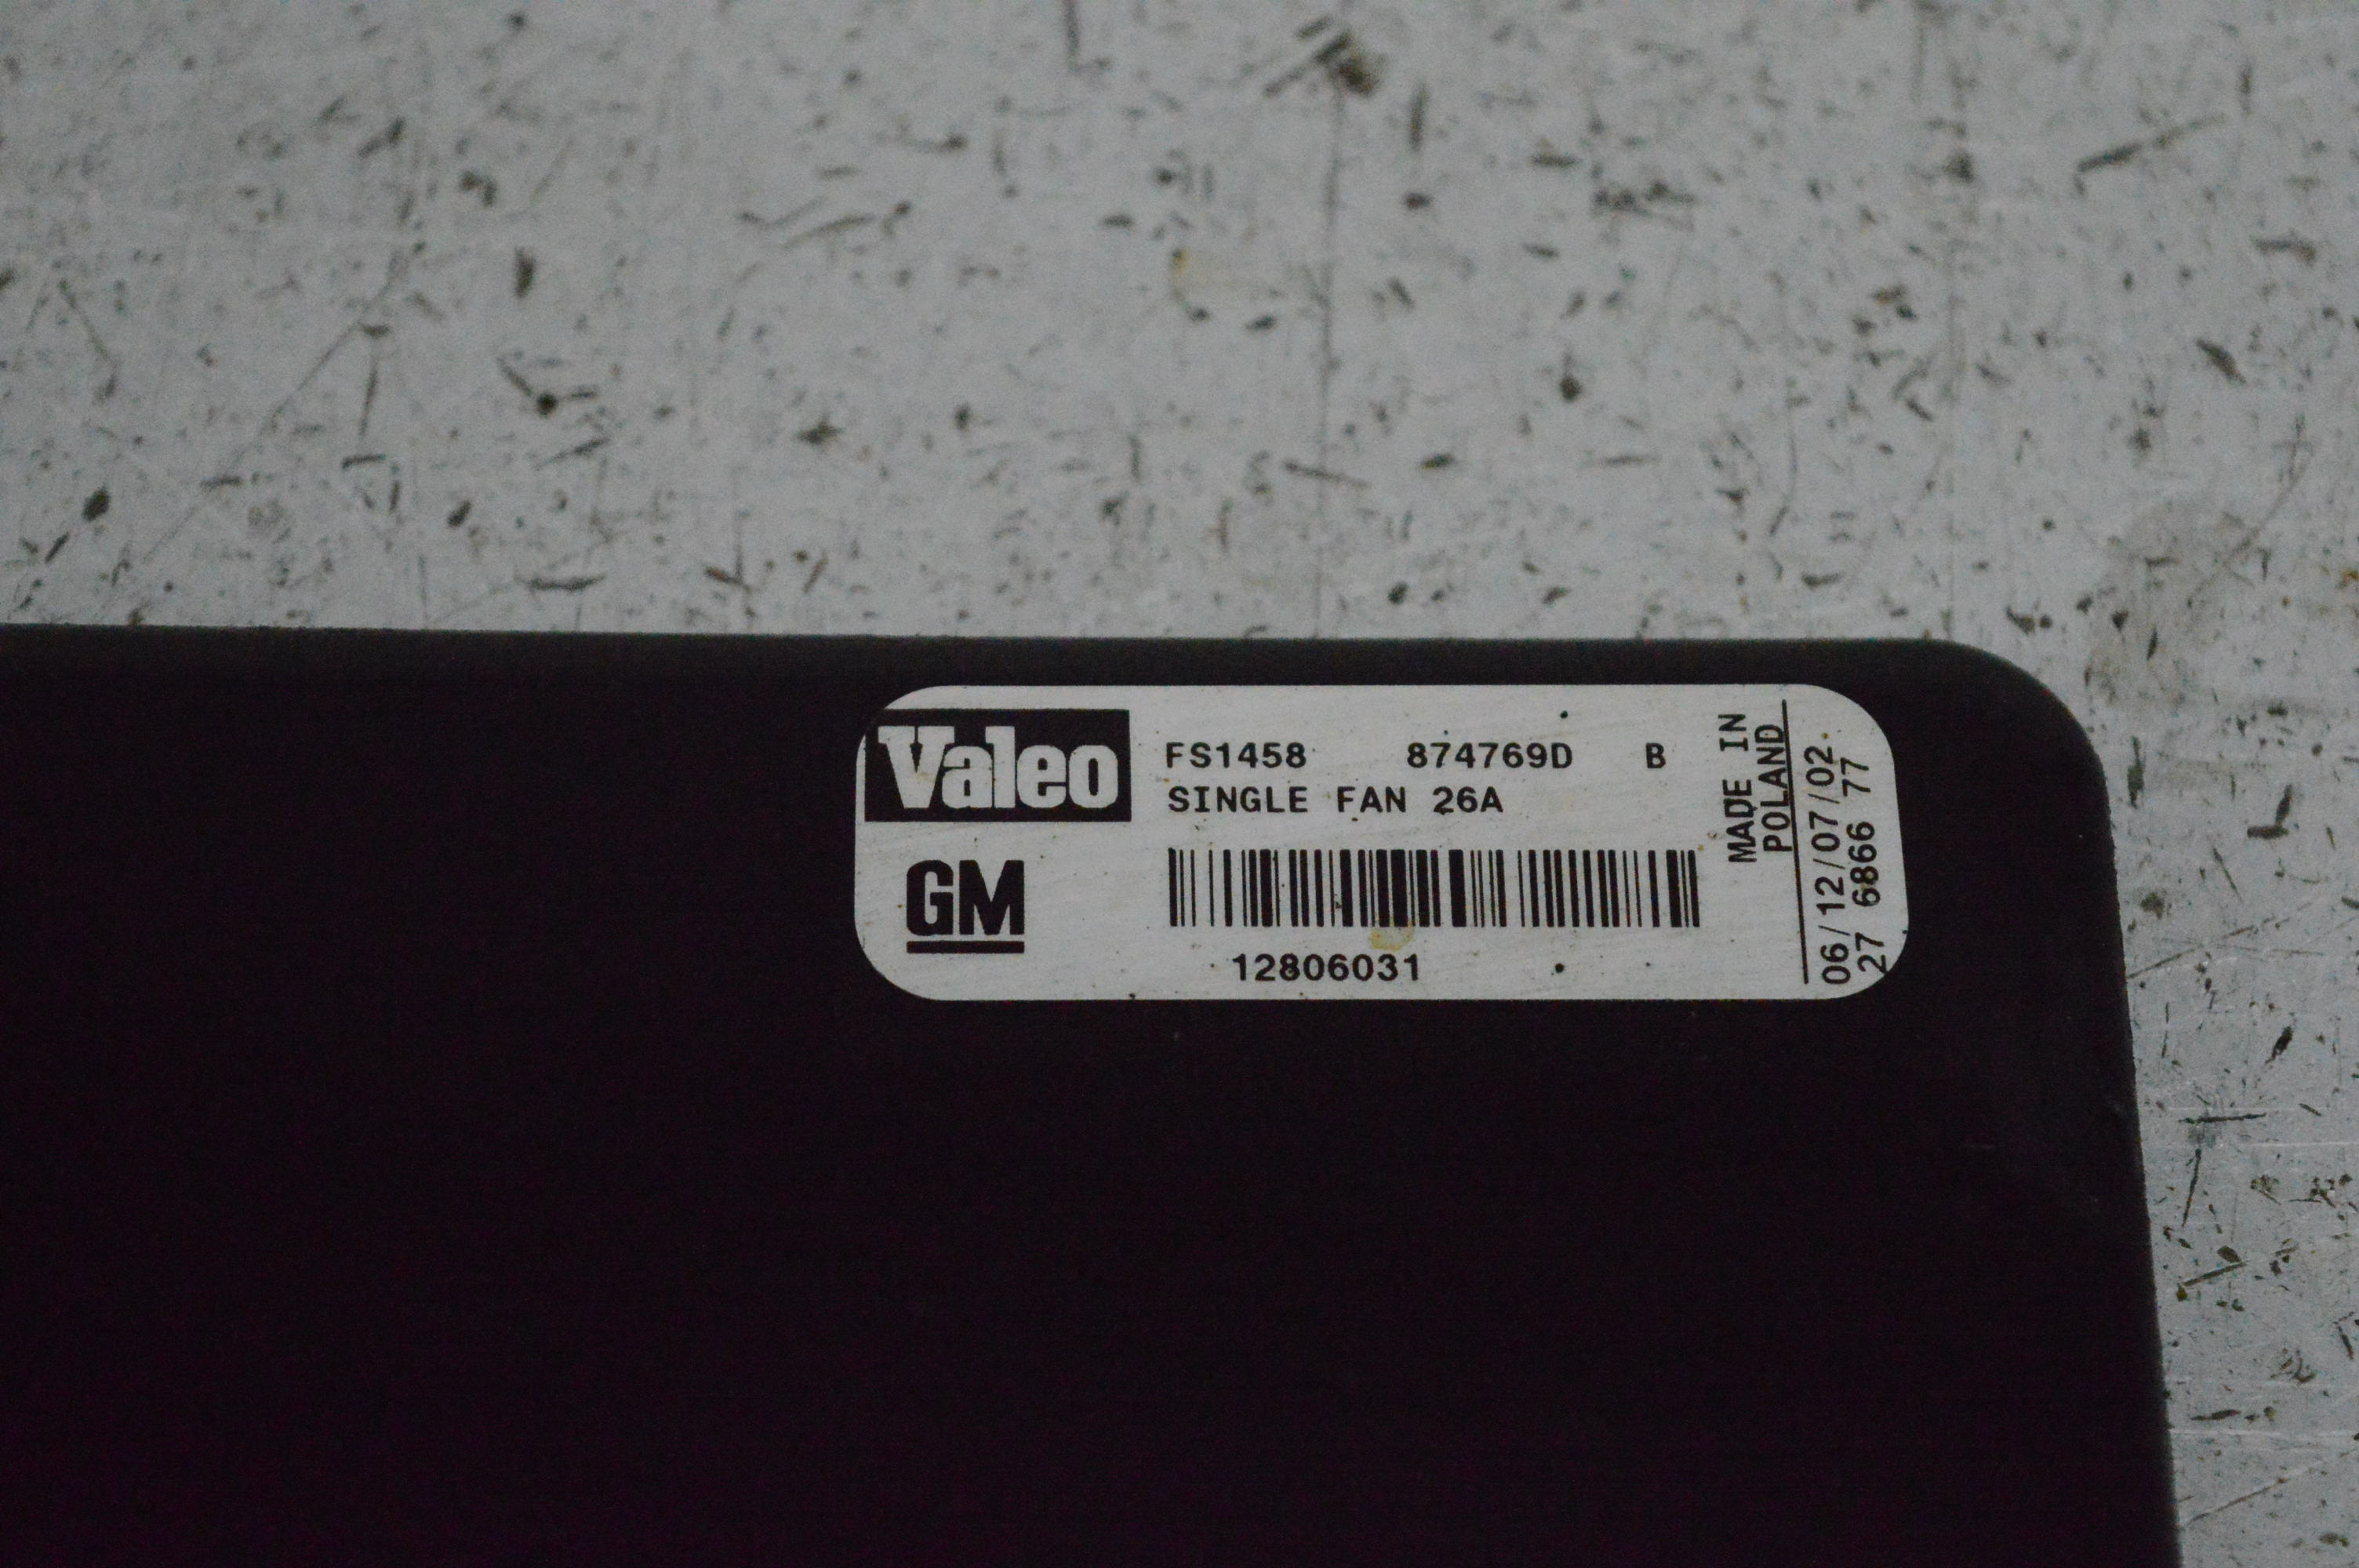 Valeo
FS1458 874769D B
SINGLE FAN 26A
GM
12806031
MADE IN
POLAND
06/12/07/02
27 6866 77